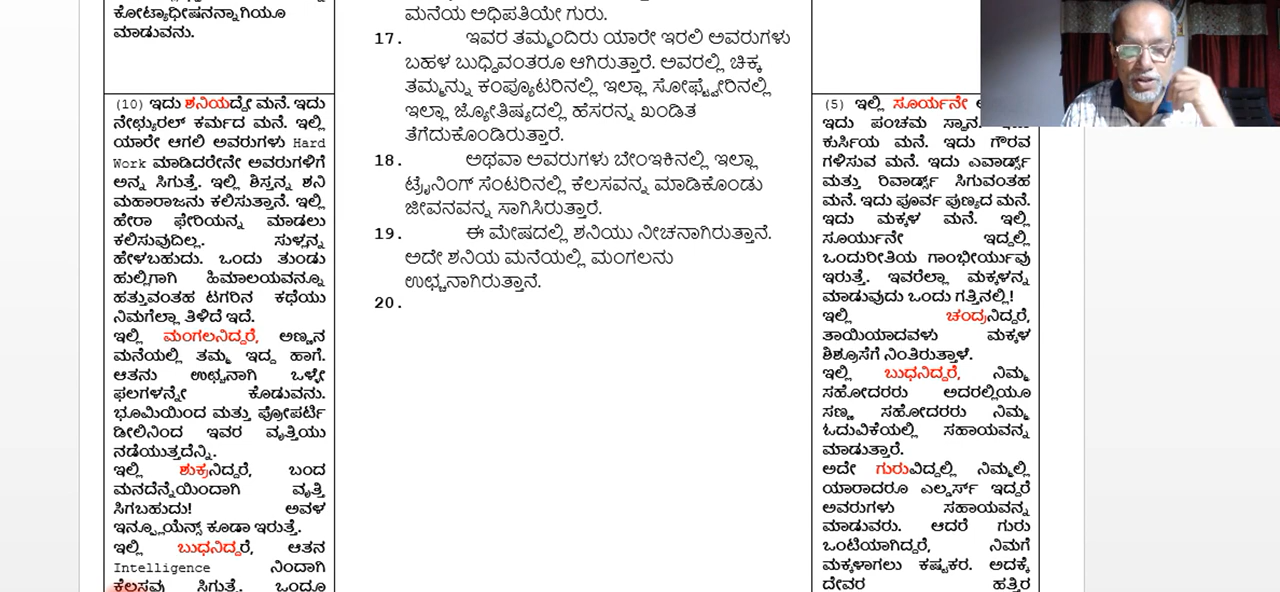 ಕೋಟ್ಯಾಧೀಷನನ್ನಾಗಿಯೂ
ಮಾಡುವನು.
(10) ಇದು ಶನಿಯದ್ದೇ ಮನೆ. ಇದು
ನೇಛ್ಯುರಲ್ ಕರ್ಮದ ಮನೆ. ಇಲ್ಲಿ
ಯಾರೇ ಆಗಲಿ ಅವರುಗಳು Hard
Work ಮಾಡಿದರೇನೇ ಅವರುಗಳಿಗೆ
ಅನ್ನ ಸಿಗುತ್ತೆ. ಇಲ್ಲಿ ಶಿಸ್ತನ್ನ ಶನಿ
ಮಹಾರಾಜನು ಕಲಿಸುತ್ತಾನೆ. ಇಲ್ಲಿ
ಹೇರಾ ಫೇರಿಯನ್ನ ಮಾಡಲು
ಕಲಿಸುವುದಿಲ್ಲ. ಸುಳ್ಳನ್ನ
ಹೇಳಬಹುದು. ಒಂದು ತುಂಡು
ಹುಲ್ಲಿಗಾಗಿ ಹಿಮಾಲಯವನ್ನೂ
ಹತ್ತುವಂತಹ ಟಗರಿನ ಕಥೆಯು
ನಿಮಗೆಲ್ಲಾ ತಿಳಿದೆ ಇದೆ.
ಇಲ್ಲಿ ಮಂಗಲನಿದ್ದರೆ, ಅಣ್ಣನ
ಮನೆಯಲ್ಲಿ ತಮ್ಮ ಇದ್ದ ಹಾಗೆ.
ಆತನು ಉಛ್ಛನಾಗಿ ಒಳ್ಳೇ
ಫಲಗಳನ್ನೇ ಕೊಡುವನು.
ಭೂಮಿಯಿಂದ ಮತ್ತು ಪ್ರೋಪರ್ಟಿ
ಡೀಲಿನಿಂದ ಇವರ ವೃತ್ತಿಯು
ನಡೆಯುತ್ತದೆನ್ನಿ.
ಇಲ್ಲಿ ಶುಕ್ರನಿದ್ದರೆ, ಬಂದ
ಮನದೆನ್ನೆಯಿಂದಾಗಿ ವೃತ್ತಿ
ಸಿಗಬಹುದು! ಅವಳ
ಇನ್ಪ್ಲೂಯೆನ್ಸ್ ಕೂಡಾ ಇರುತ್ತೆ.
ಇಲ್ಲಿ ಬುಧನಿದ್ದರೆ, ಆತನ
Intelligence ನಿಂದಾಗಿ
ಕೆಲಸವು ಸಿಗುತ್ತೆ. ಒಂದೂ
ಮನೆಯ ಅಧಿಪತಿಯೇ ಗುರು.
17. ಇವರ ತಮ್ಮಂದಿರು ಯಾರೇ ಇರಲಿ ಅವರುಗಳು
ಬಹಳ ಬುದ್ಧಿವಂತರೂ ಆಗಿರುತ್ತಾರೆ. ಅವರಲ್ಲಿ ಚಿಕ್ಕ
ತಮ್ಮನ್ನು ಕಂಪ್ಯೂಟರಿನಲ್ಲಿ ಇಲ್ಲಾ ಸೋಫ್ಟ್ವೇರಿನಲ್ಲಿ
ಇಲ್ಲಾ ಜ್ಯೋತಿಷ್ಯದಲ್ಲಿ ಹೆಸರನ್ನ ಖಂಡಿತ
ತೆಗೆದುಕೊಂಡಿರುತ್ತಾರೆ.
18. ಅಥವಾ ಅವರುಗಳು ಬೇಂಇಕಿನಲ್ಲಿ ಇಲ್ಲಾ
ಟ್ರೈನಿಂಗ್ ಸೆಂಟರಿನಲ್ಲಿ ಕೆಲಸವನ್ನ ಮಾಡಿಕೊಂಡು
ಜೀವನವನ್ನ ಸಾಗಿಸಿರುತ್ತಾರೆ.
19. ಈ ಮೇಷದಲ್ಲಿ ಶನಿಯು ನೀಚನಾಗಿರುತ್ತಾನೆ.
ಅದೇ ಶನಿಯ ಮನೆಯಲ್ಲಿ ಮಂಗಲನು
ಉಛ್ಚನಾಗಿರುತ್ತಾನೆ.
20.
(5) ಇಲ್ಲಿ ಸೂರ್ಯನೇ
ಇದು ಪಂಚಮ ಸ್ಥಾನ.
ಕುರ್ಸಿಯ ಮನೆ. ಇದು ಗೌರವ
ಗಳಿಸುವ ಮನೆ. ಇದು ಎವಾರ್ಡ್ಸ್
ಮತ್ತು ರಿವಾರ್ಡ್ಸ್ ಸಿಗುವಂತಹ
ಮನೆ. ಇದು ಪೂರ್ವ ಪುಣ್ಯದ ಮನೆ.
ಇದು ಮಕ್ಕಳ ಮನೆ. ಇಲ್ಲಿ
ಸೂರ್ಯುನೇ ಇದ್ದಲ್ಲಿ
ಒಂದುರೀತಿಯ ಗಾಂಭೀರ್ಯುವು
ಇರುತ್ತೆ. ಇವರೆಲ್ಲಾ ಮಕ್ಕಳನ್ನ
ಮಾಡುವುದು ಒಂದು ಗತ್ತಿನಲ್ಲಿ!
ಇಲ್ಲಿ ಚಂದ್ರನಿದ್ದರೆ,
ತಾಯಿಯಾದವಳು ಮಕ್ಕಳ
ಶಿಶ್ರೂಸೆಗೆ ನಿಂತಿರುತ್ತಾಳೆ.
ಇಲ್ಲಿ ಬುಧನಿದ್ದರೆ, ನಿಮ್ಮ
ಸಹೋದರರು ಅದರಲ್ಲಿಯೂ
ಸಣ್ಣ ಸಹೋದರರು ನಿಮ್ಮ
ಓದುವಿಕೆಯಲ್ಲಿ ಸಹಾಯವನ್ನ
ಮಾಡುತ್ತಾರೆ.
ಅದೇ ಗುರುವಿದ್ದಲ್ಲಿ ನಿಮ್ಮಲ್ಲಿ
ಯಾರಾದರೂ ಎಲ್ಡರ್ಸ್ ಇದ್ದರೆ
ಅವರುಗಳು ಸಹಾಯವನ್ನ
ಮಾಡುವರು. ಆದರೆ ಗುರು
ಒಂಟಿಯಾಗಿದ್ದರೆ, ನಿಮಗೆ
ಮಕ್ಕಳಾಗಲು ಕಷ್ಟಕರ. ಅದಕ್ಕೆ
ದೇವರ ಹತ್ತಿರ